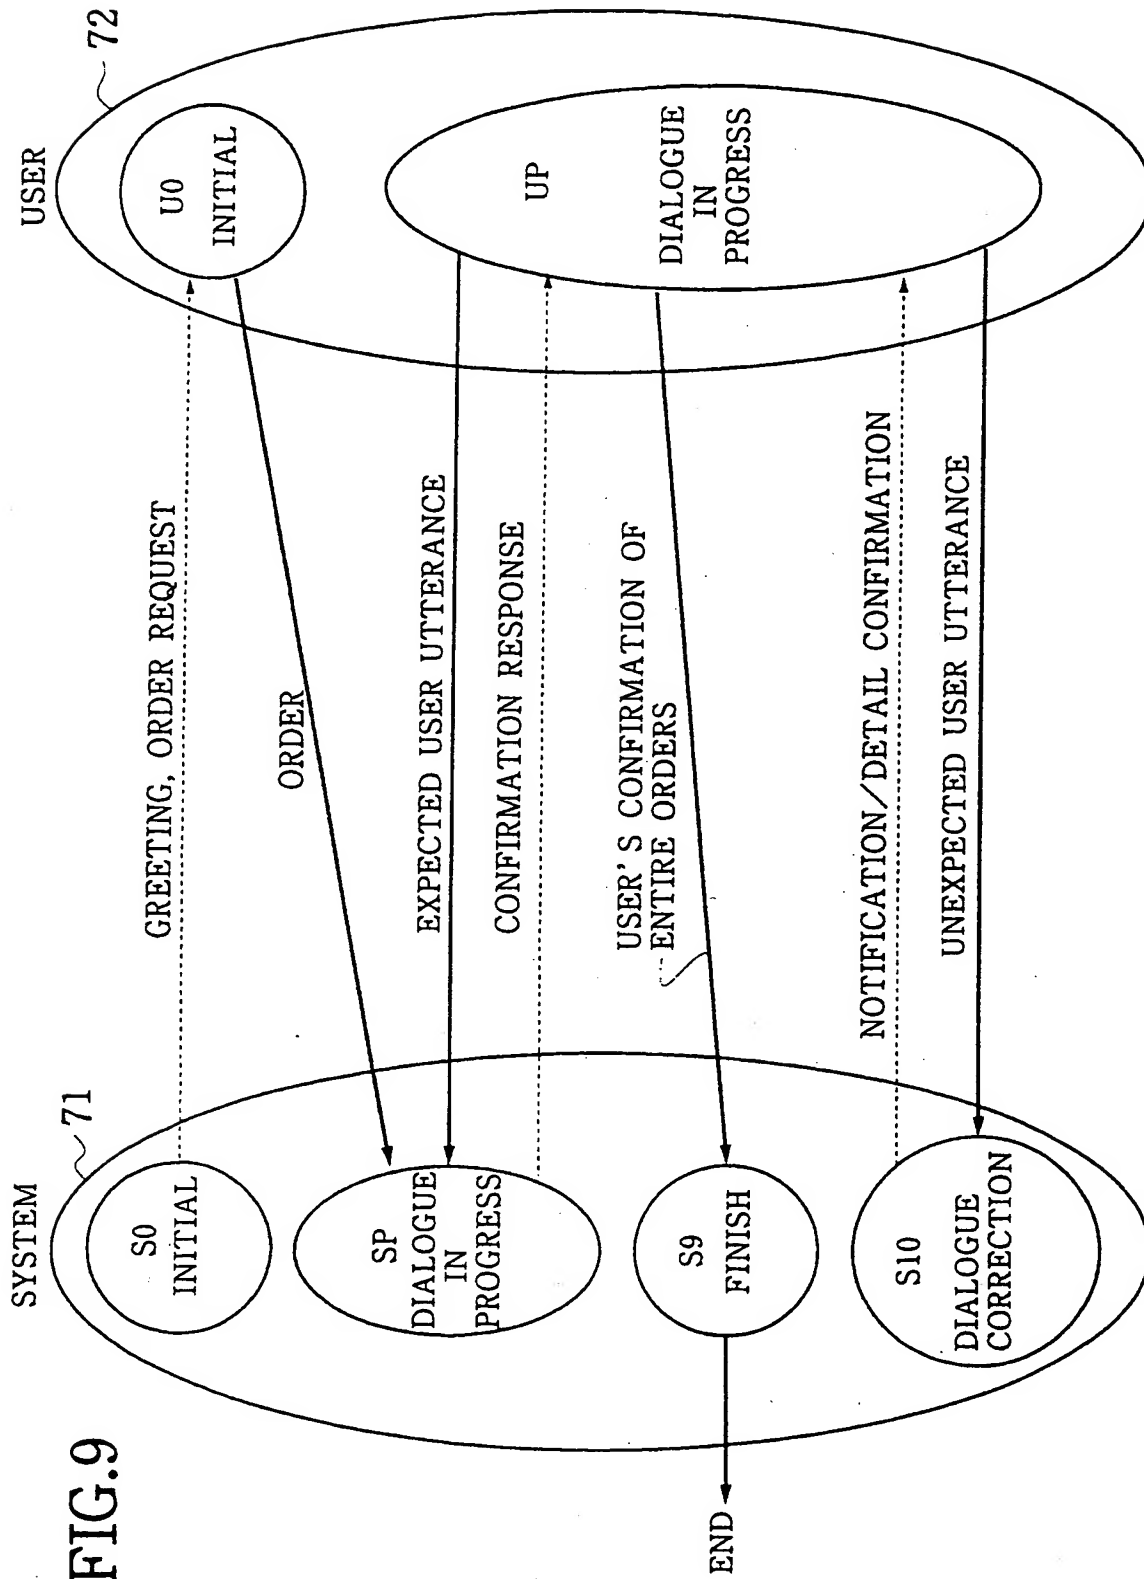 FIG.9
SYSTEM
71
S0
INITIAL
SP
DIALOGUE
IN
PROGRESS
S9
FINISH
END
S10
DIALOGUE
CORRECTION
GREETING, ORDER REQUEST
ORDER
EXPECTED USER UTTERANCE
CONFIRMATION RESPONSE
USER'S CONFIRMATION OF
ENTIRE ORDERS
NOTIFICATION/DETAIL CONFIRMATION
UNEXPECTED USER UTTERANCE
USER
72
U0
INITIAL
UP
DIALOGUE
IN
PROGRESS